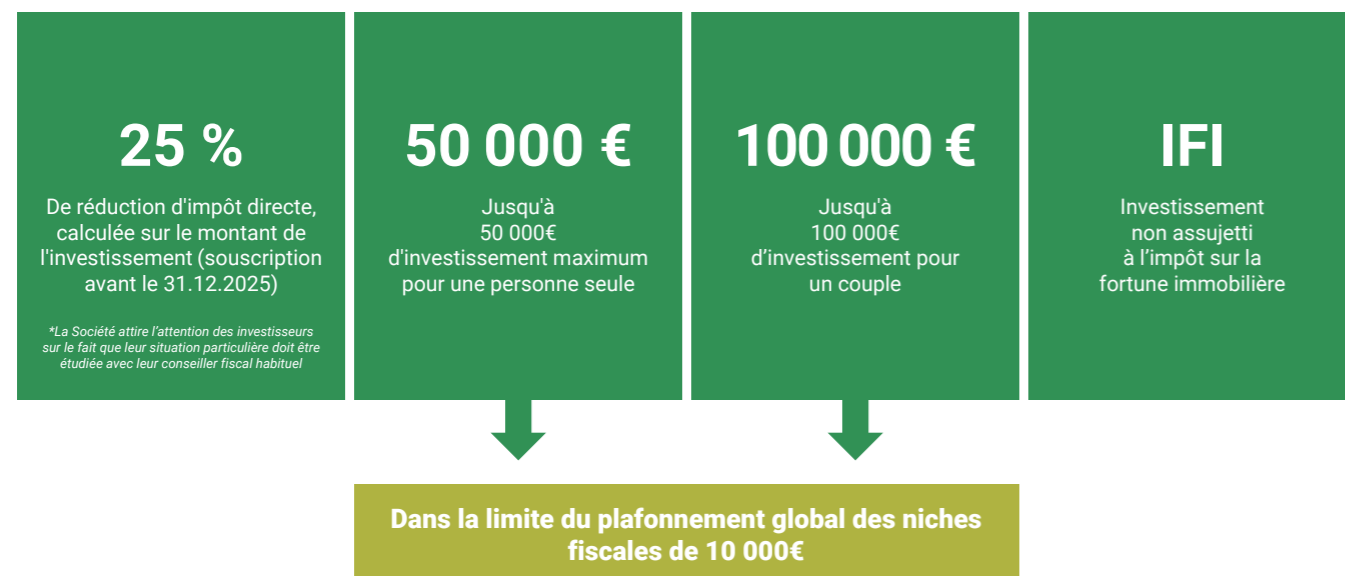 25 %
De réduction d'impôt directe,
calculée sur le montant de
l'investissement (souscription
avant le 31.12.2025)
*La Société attire l’attention des investisseurs
sur le fait que leur situation particulière doit être
étudiée avec leur conseiller fiscal habituel
50 000 €
Jusqu'à
50 000€
d'investissement maximum
pour une personne seule
100 000 €
Jusqu'à
100 000€
d’investissement pour
un couple
IFI
Investissement
non assujetti
à l’impôt sur la
fortune immobilière
Dans la limite du plafonnement global des niches
fiscales de 10 000€